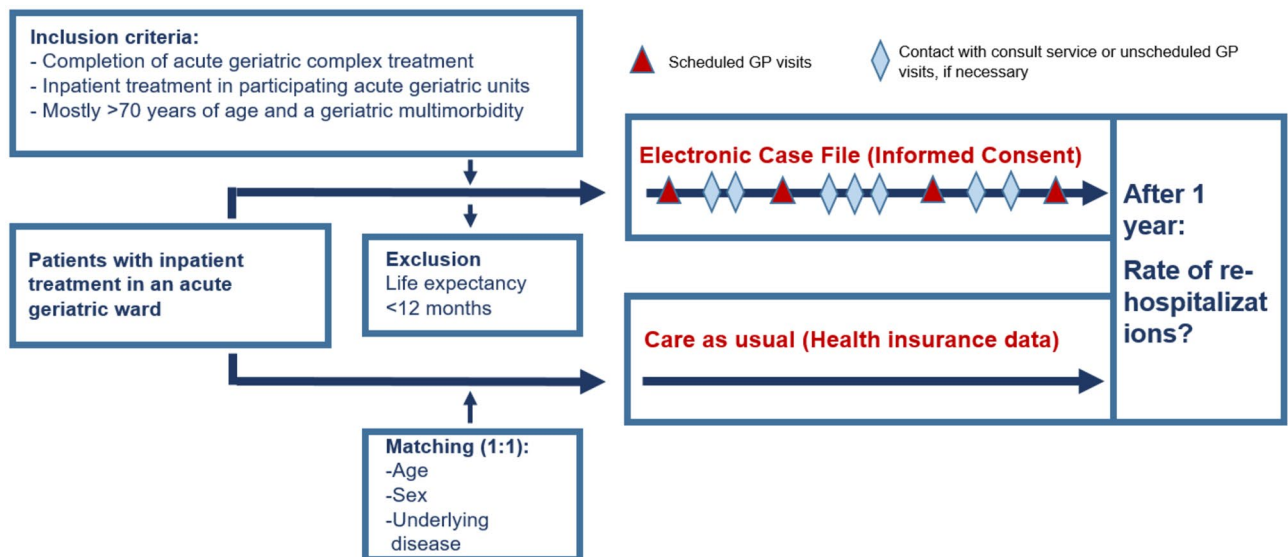 Inclusion criteria:
- Completion of acute geriatric complex treatment
- Inpatient treatment in participating acute geriatric units
- Mostly >70 years of age and a geriatric multimorbidity
Scheduled GP visits
Contact with consult service or unscheduled GP
visits, if necessary
Electronic Case File (Informed Consent)
Patients with inpatient
treatment in an acute
geriatric ward
Exclusion
Life expectancy
<12 months
Care as usual (Health insurance data)
After 1
year:
Rate of re-
hospitalizat
ions?
Matching (1:1):
-Age
-Sex
-Underlying
disease